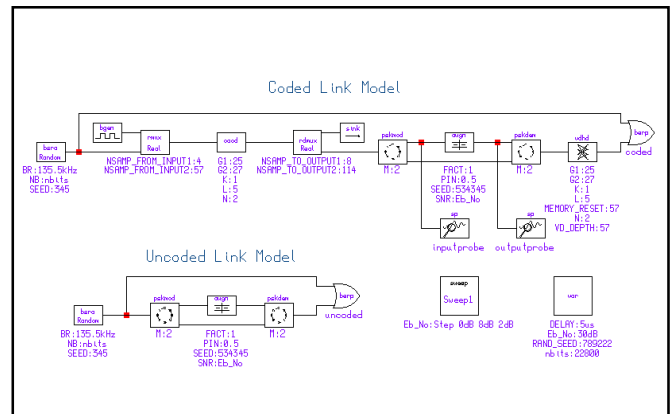 Coded Link Model
bgen
rmux
Real
NSAMP_FROM_INPUT1:4
NSAMP_FROM_INPUT2:57
bera
Random
BR:135.5kHz
NB:nbits
SEED:345
cocd
G1:25
G2:27
K:1
L:5
N:2
rdmux
Real
NSAMP_TO_OUTPUT1:8
NSAMP_TO_OUTPUT2:114
sink
pskmod
M:2
awgn
FACT:1
PIN:0.5
SEED:534345
SNR:Eb_No
pskdem
M:2
vdhd
G1:25
G2:27
K:1
L:5
MEMORY_RESET:57
N:2
VD_DEPTH:57
berp
coded
sp
inputprobe
sp
outputprobe
Uncoded Link Model
bera
Random
BR:135.5kHz
NB:nbits
SEED:345
pskmod
M:2
awgn
FACT:1
PIN:0.5
SEED:534345
SNR:Eb_No
pskdem
M:2
berp
uncoded
sweep
Sweep1
Eb_No:Step 0dB 8dB 2dB
var
DELAY:5us
Eb_No:30dB
RAND_SEED:789222
nbits:22800